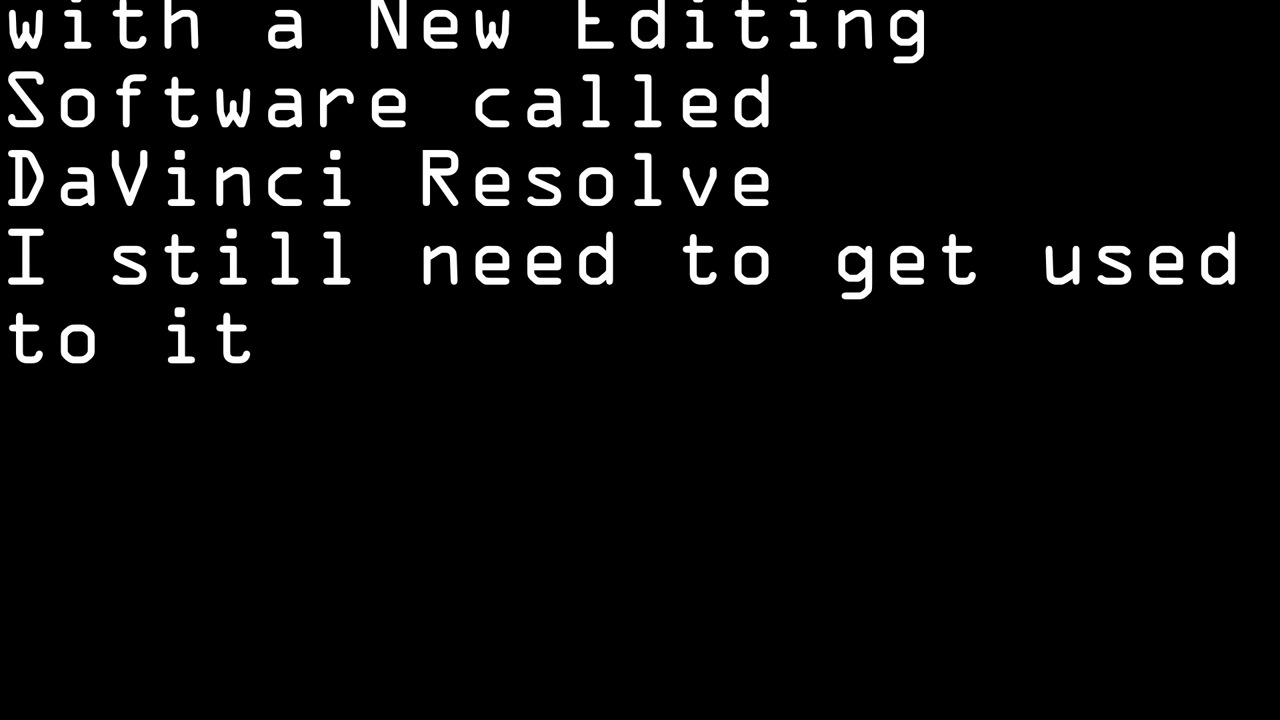 with a New Editing
Software called
DaVinci Resolve
I still need to get used
to it